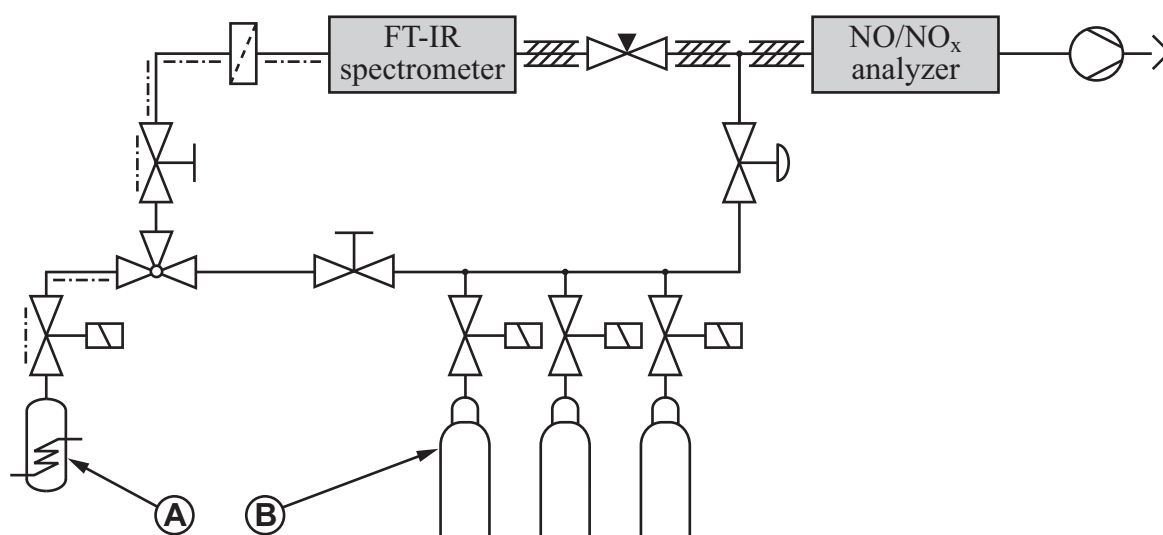 FT-IR
spectrometer
NO/NOx
analyzer
A
B